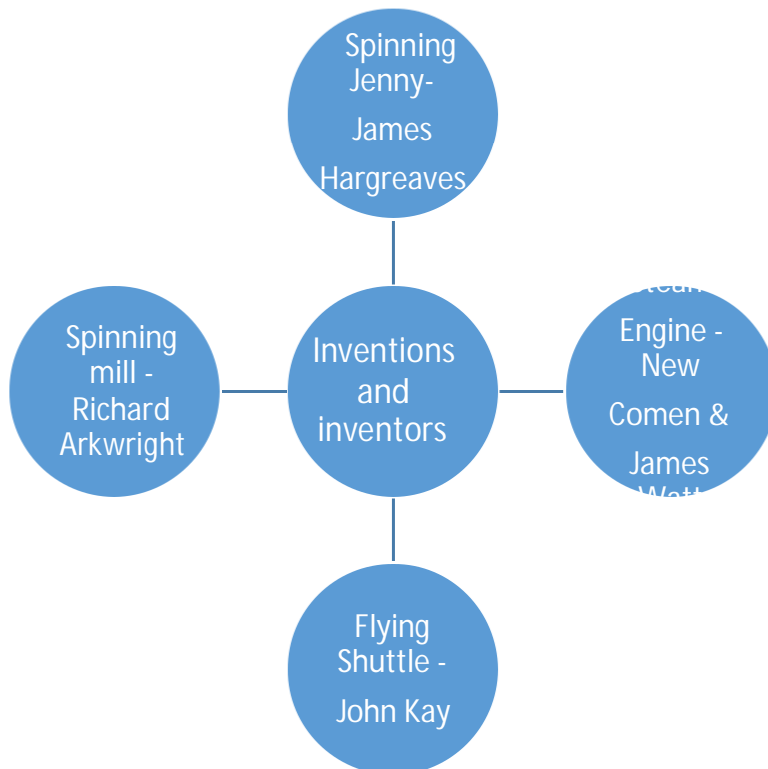 Spinning
Jenny-
James
Hargreaves
Spinning
mill -
Richard
Arkwright
Inventions
and
inventors
Engine -
New
Comen &
James
Watt
Flying
Shuttle -
John Kay